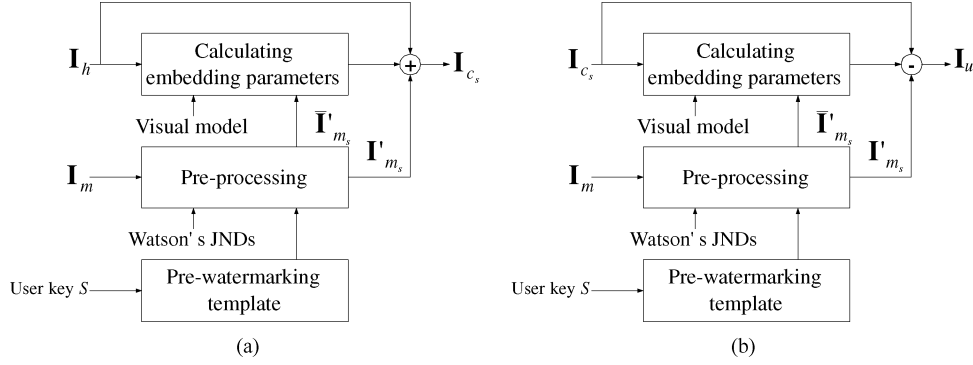 I_h
Calculating
embedding parameters
+
I_{c_s}
Visual model
Ī'_{m_s}
I'_{m_s}
I_m
Pre-processing
Watson's JNDs
User key S
Pre-watermarking
template
(a)
I_{c_s}
Calculating
embedding parameters
-
I_u
Visual model
Ī'_{m_s}
I'_{m_s}
I_m
Pre-processing
Watson's JNDs
User key S
Pre-watermarking
template
(b)